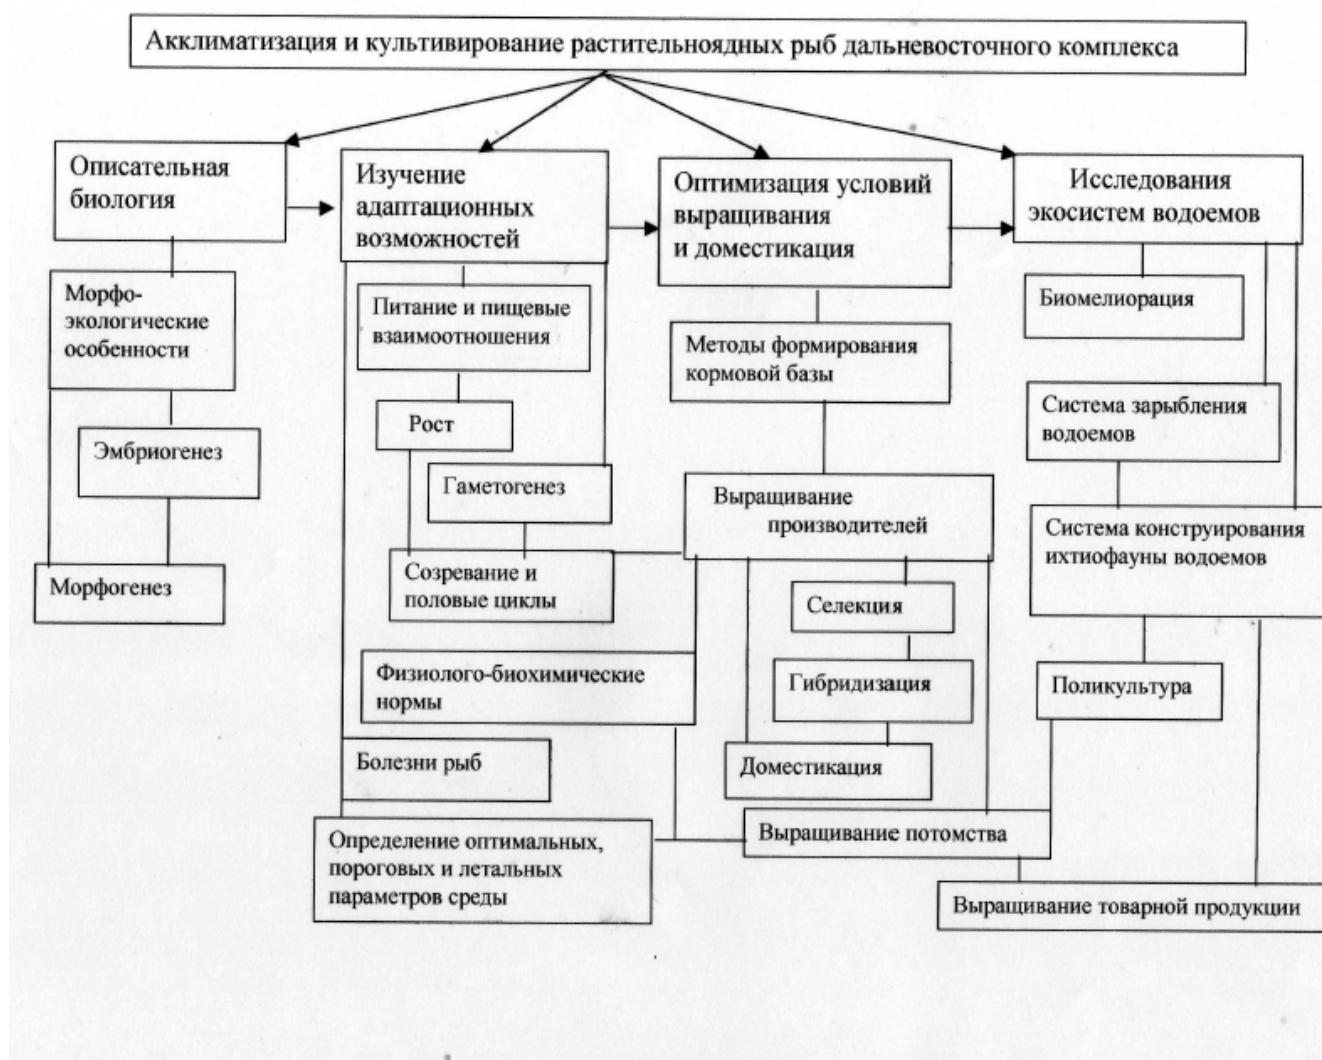 Акклиматизация и культивирование растительноядных рыб дальневосточного комплекса
Описательная
биология
Изучение
адаптационных
возможностей
Оптимизация условий
выращивания
и доместикация
Исследования
экосистем водоемов
Морфо-
экологические
особенности
Эмбриогенез
Морфогенез
Питание и пищевые
взаимоотношения
Рост
Гаметогенез
Созревание и
половые циклы
Физиолого-биохимические
нормы
Болезни рыб
Определение оптимальных,
пороговых и летальных
параметров среды
Методы формирования
кормовой базы
Выращивание
производителей
Селекция
Гибридизация
Доместикация
Выращивание потомства
Биомелиорация
Система зарыбления
водоемов
Система конструирования
ихтиофауны водоемов
Поликультура
Выращивание товарной продукции